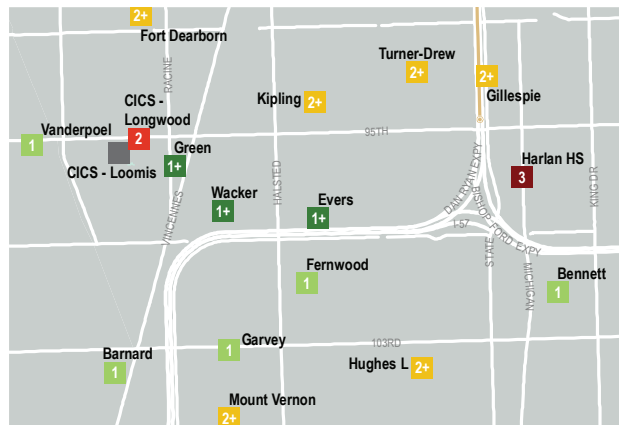 2+
Fort Dearborn
Turner-Drew
2+
2+
Gillespie
RACINE
CICS -
Longwood
2
Kipling
2+
Vanderpoel
1
95TH
CICS - Loomis
Green
1+
Harlan HS
3
Wacker
1+
Evers
1+
HALSTED
VINCENNES
DAN RYAN EXPY
BISHOP FORD EXPY
I-57
STATE
MICHIGAN
KING DR
Fernwood
1
Bennett
1
Garvey
1
103RD
Barnard
1
Hughes L
2+
Mount Vernon
2+